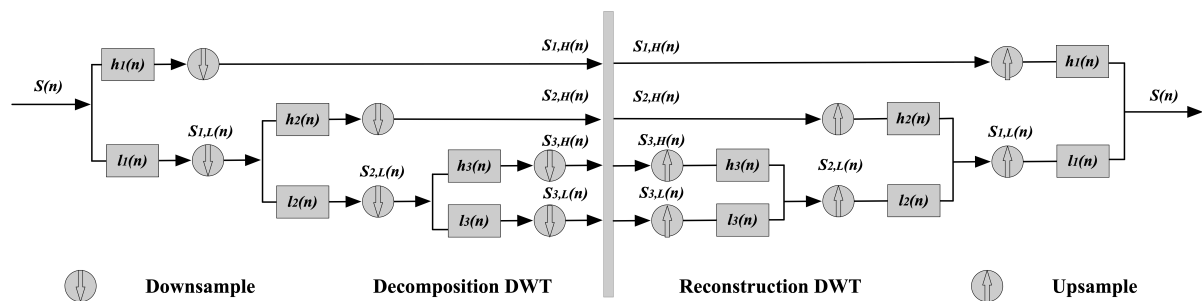 S1,H(n) S1,H(n)
h1(n) h1(n)
S(n) S(n)
S2,H(n) S2,H(n)
h2(n) h2(n)
S1,L(n) S3,H(n) S3,H(n) S1,L(n)
l1(n) h3(n) h3(n) l1(n)
S2,L(n) S2,L(n)
S3,L(n) S3,L(n)
l2(n) l2(n)
l3(n) l3(n)
Downsample Decomposition DWT Reconstruction DWT Upsample